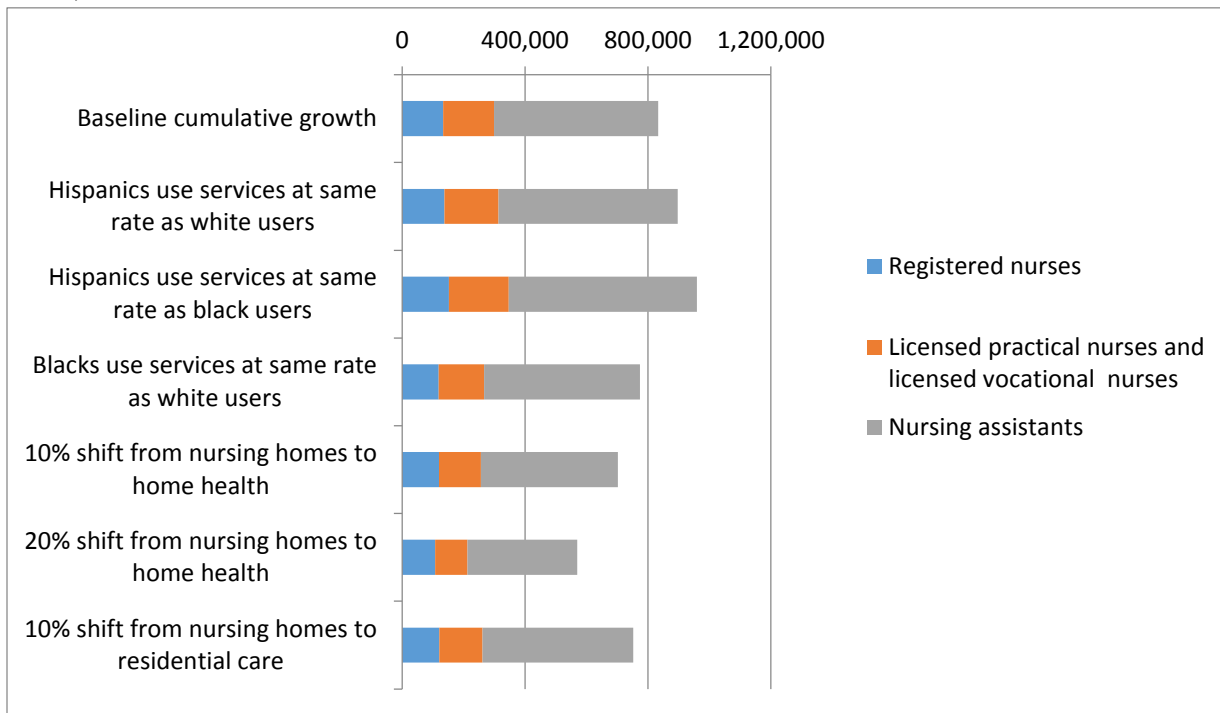 0 400,000 800,000 1,200,000
Baseline cumulative growth
Hispanics use services at same
rate as white users
Hispanics use services at same
rate as black users
Blacks use services at same rate
as white users
10% shift from nursing homes to
home health
20% shift from nursing homes to
home health
10% shift from nursing homes to
residential care
Registered nurses
Licensed practical nurses and
licensed vocational nurses
Nursing assistants